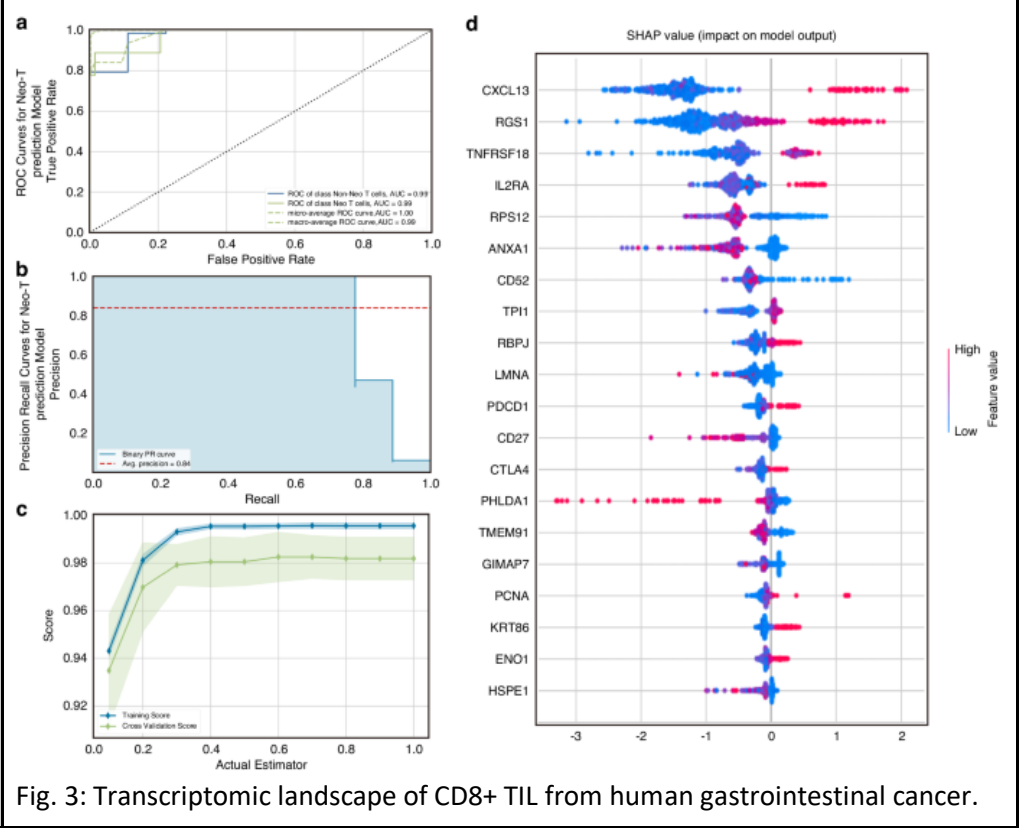 a
ROC Curves for Neo-T
prediction Model
True Positive Rate
1.0
0.8
0.6
0.4
0.2
0.0
0.0 0.2 0.4 0.6 0.8 1.0
False Positive Rate
ROC of class Non-Neo T cells, AUC = 0.99
ROC of class Neo T cells, AUC = 0.99
micro-average ROC curve,AUC = 1.00
macro-average ROC curve,AUC = 0.99
b
Precision Recall Curves for Neo-T
prediction Model
Precision
1.0
0.8
0.6
0.4
0.2
0.0 0.2 0.4 0.6 0.8 1.0
Recall
Binary PR curve
Avg. precision = 0.84
c
Score
1.00
0.98
0.96
0.94
0.92
0.0 0.2 0.4 0.6 0.8 1.0
Actual Estimator
Training Score
Cross Validation Score
d
SHAP value (impact on model output)
CXCL13
RGS1
TNFRSF18
IL2RA
RPS12
ANXA1
CD52
TPI1
RBPJ
LMNA
PDCD1
CD27
CTLA4
PHLDA1
TMEM91
GIMAP7
PCNA
KRT86
ENO1
HSPE1
-3 -2 -1 0 1 2
High
Low
Feature value
Fig. 3: Transcriptomic landscape of CD8+ TIL from human gastrointestinal cancer.